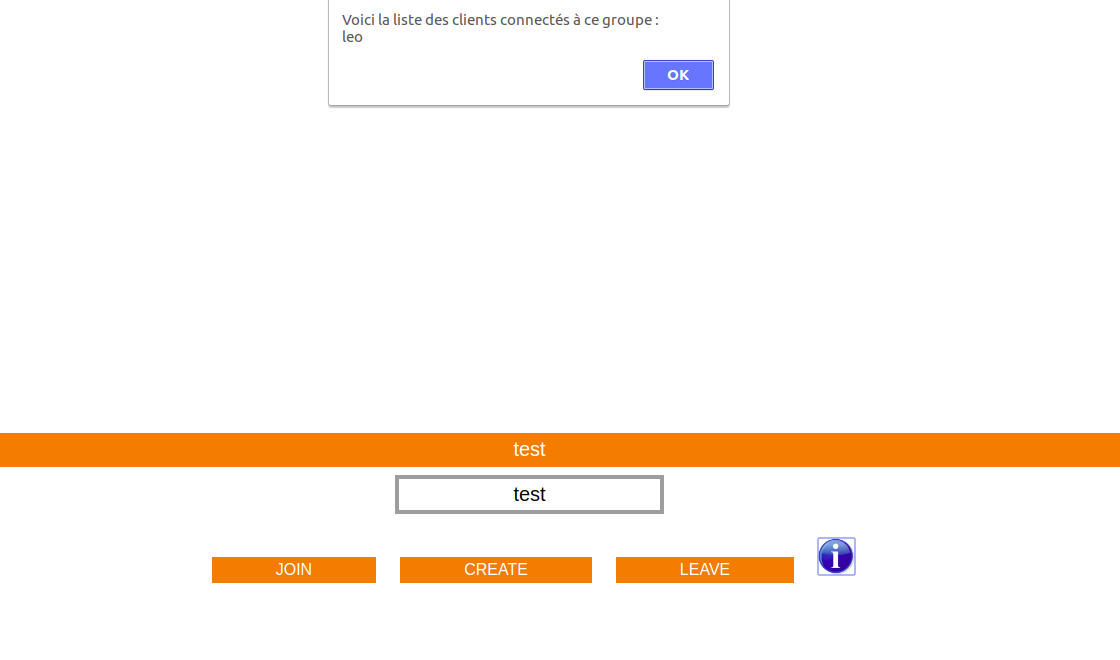 Voici la liste des clients connectés à ce groupe :
leo
OK
test
test
JOIN CREATE LEAVE
i